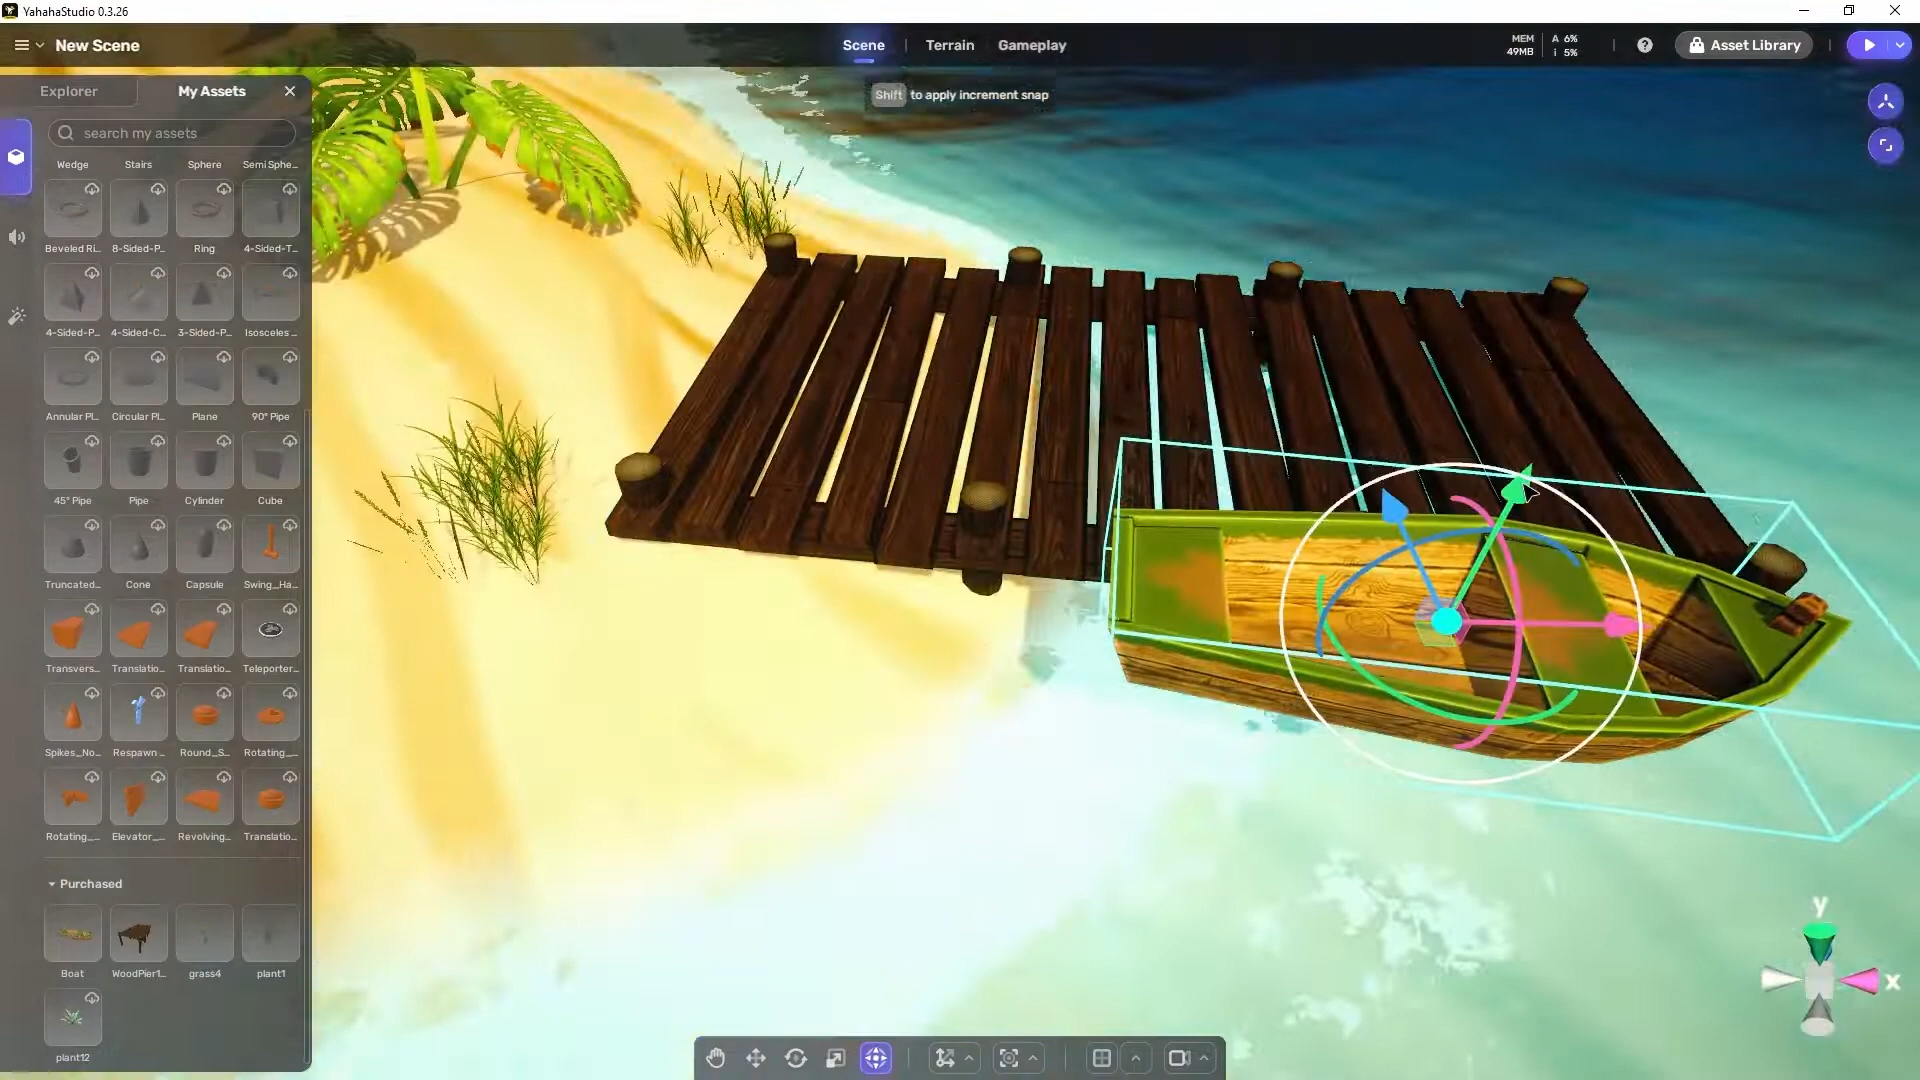 YahahaStudio 0.3.26
New Scene
Scene
Terrain
Gameplay
MEM
49MB
A 6%
i 5%
Asset Library
Explorer
My Assets
Shift to apply increment snap
search my assets
Wedge
Stairs
Sphere
Semi Sphe...
Beveled Ri...
8-Sided-P...
Ring
4-Sided-T...
4-Sided-P...
4-Sided-C...
3-Sided-P...
Isosceles ...
Annular Pl...
Circular Pl...
Plane
90° Pipe
45° Pipe
Pipe
Cylinder
Cube
Truncated...
Cone
Capsule
Swing_Ha...
Transvers...
Translatio...
Translatio...
Teleporter...
Spikes_No...
Respawn ...
Round_S...
Rotating_...
Rotating_...
Elevator_...
Revolving...
Translatio...
Purchased
Boat
WoodPier1...
grass4
plant1
plant12
y
x